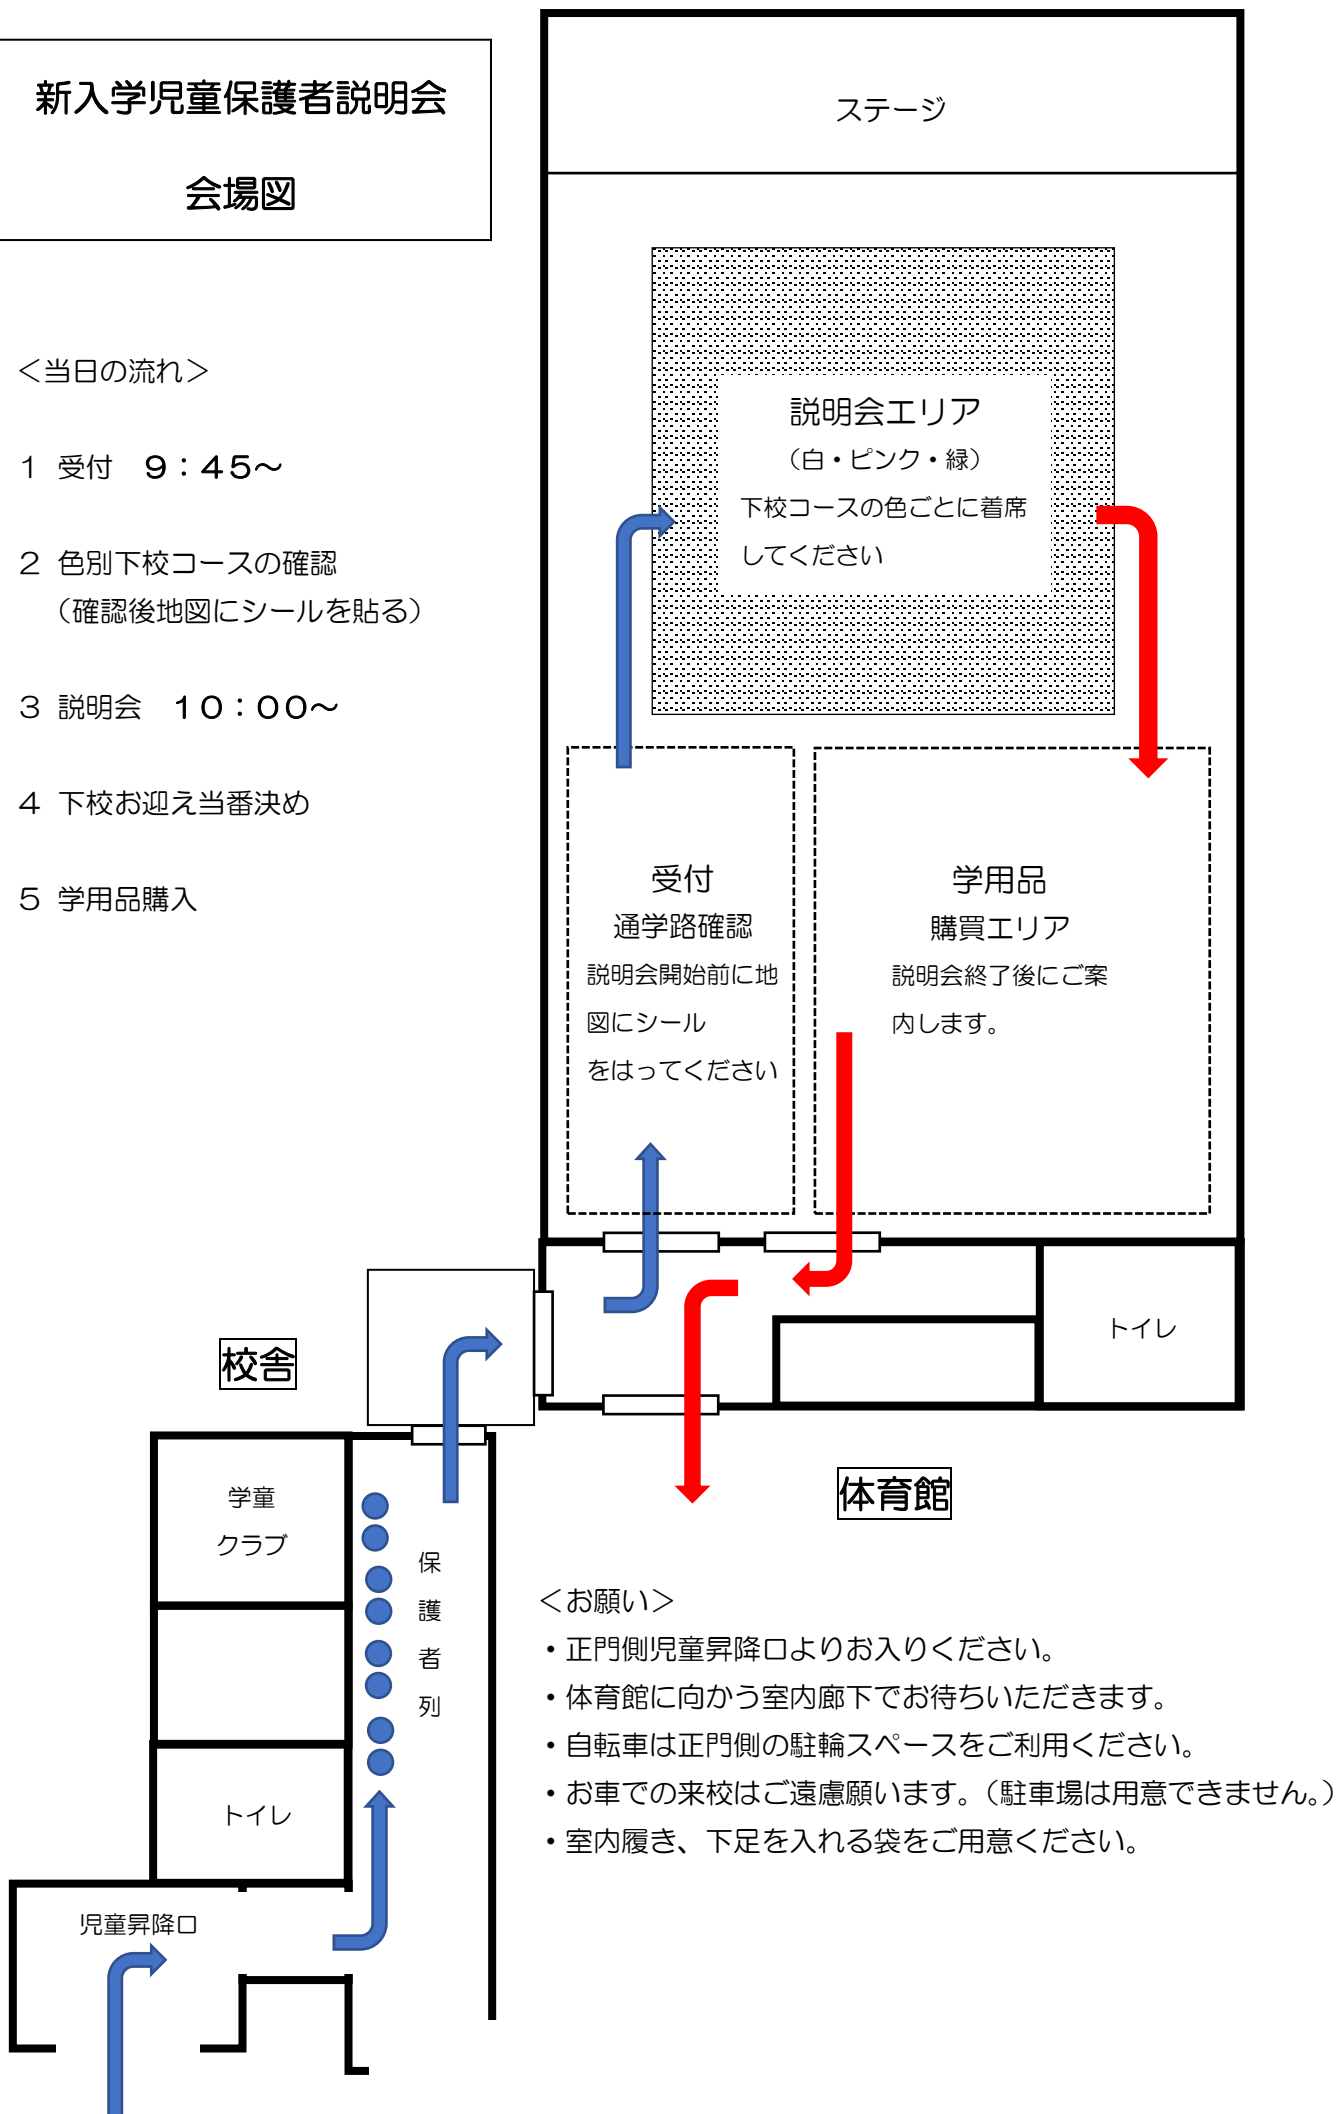 新入学児童保護者説明会
会場図
＜当日の流れ＞
１ 受付　９：４５～
２ 色別下校コースの確認
（確認後地図にシールを貼る）
３ 説明会　１０：００～
４ 下校お迎え当番決め
５ 学用品購入
ステージ
説明会エリア
（白・ピンク・緑）
下校コースの色ごとに着席
してください
受付
通学路確認
説明会開始前に地
図にシール
をはってください
学用品
購買エリア
説明会終了後にご案
内します。
トイレ
校舎
体育館
学童
クラブ
保護者列
トイレ
児童昇降口
＜お願い＞
・正門側児童昇降口よりお入りください。
・体育館に向かう室内廊下でお待ちいただきます。
・自転車は正門側の駐輪スペースをご利用ください。
・お車での来校はご遠慮願います。（駐車場は用意できません。）
・室内履き、下足を入れる袋をご用意ください。